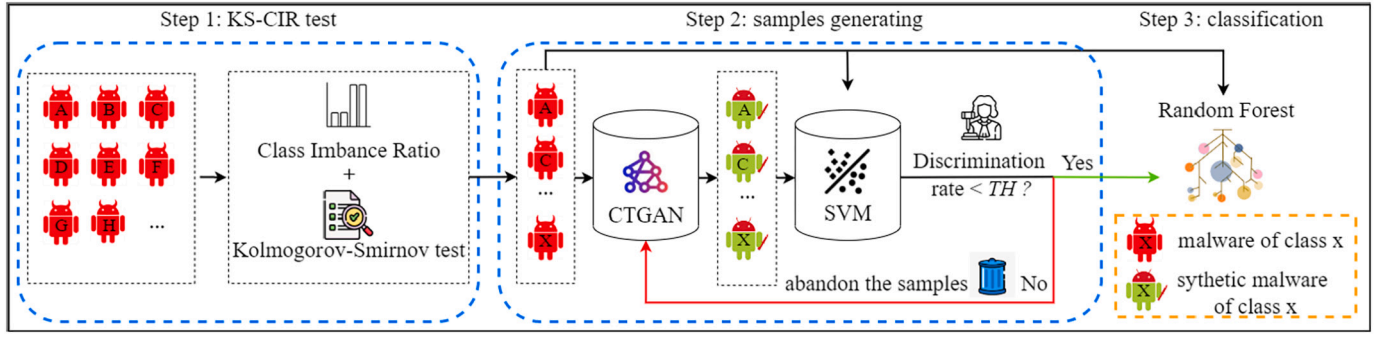 Step 1: KS-CIR test
Step 2: samples generating
Step 3: classification
A B C
D E F
G H ...
Class Imbance Ratio
+
Kolmogorov-Smirnov test
A
C
...
X
CTGAN
A
C
...
X
SVM
Discrimination
rate < TH ?
Yes
No
abandon the samples
Random Forest
X malware of class x
X sythetic malware
of class x